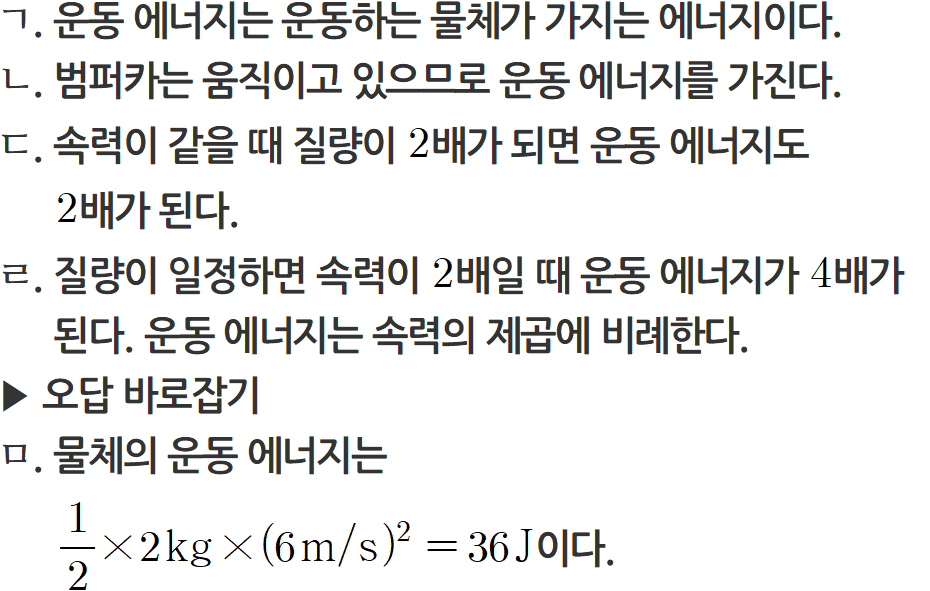 ㄱ. 운동 에너지는 운동하는 물체가 가지는 에너지이다.
ㄴ. 범퍼카는 움직이고 있으므로 운동 에너지를 가진다.
ㄷ. 속력이 같을 때 질량이 2배가 되면 운동 에너지도
2배가 된다.
ㄹ. 질량이 일정하면 속력이 2배일 때 운동 에너지가 4배가
된다. 운동 에너지는 속력의 제곱에 비례한다.
▶ 오답 바로잡기
ㅁ. 물체의 운동 에너지는
1/2 × 2 kg × (6 m/s)² = 36 J이다.